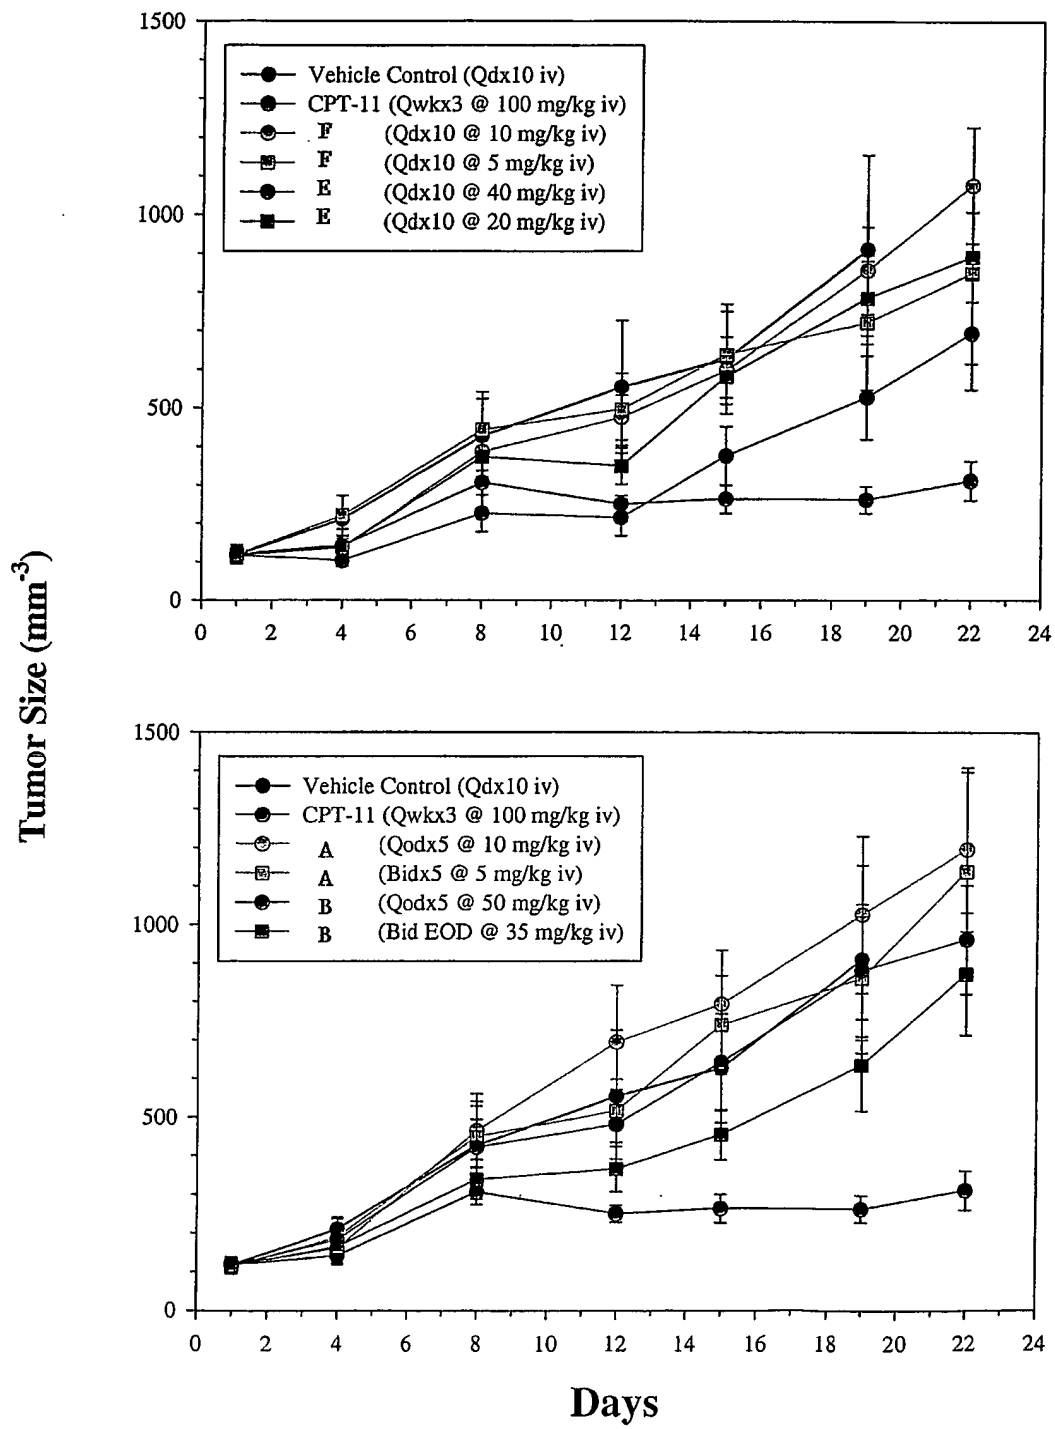 Tumor Size (mm-3)
1500
1000
500
0
Vehicle Control (Qdx10 iv)
CPT-11 (Qwkx3 @ 100 mg/kg iv)
F (Qdx10 @ 10 mg/kg iv)
F (Qdx10 @ 5 mg/kg iv)
E (Qdx10 @ 40 mg/kg iv)
E (Qdx10 @ 20 mg/kg iv)
0 2 4 6 8 10 12 14 16 18 20 22 24
1500
1000
500
0
Vehicle Control (Qdx10 iv)
CPT-11 (Qwkx3 @ 100 mg/kg iv)
A (Qodx5 @ 10 mg/kg iv)
A (Bidx5 @ 5 mg/kg iv)
B (Qodx5 @ 50 mg/kg iv)
B (Bid EOD @ 35 mg/kg iv)
0 2 4 6 8 10 12 14 16 18 20 22 24
Days